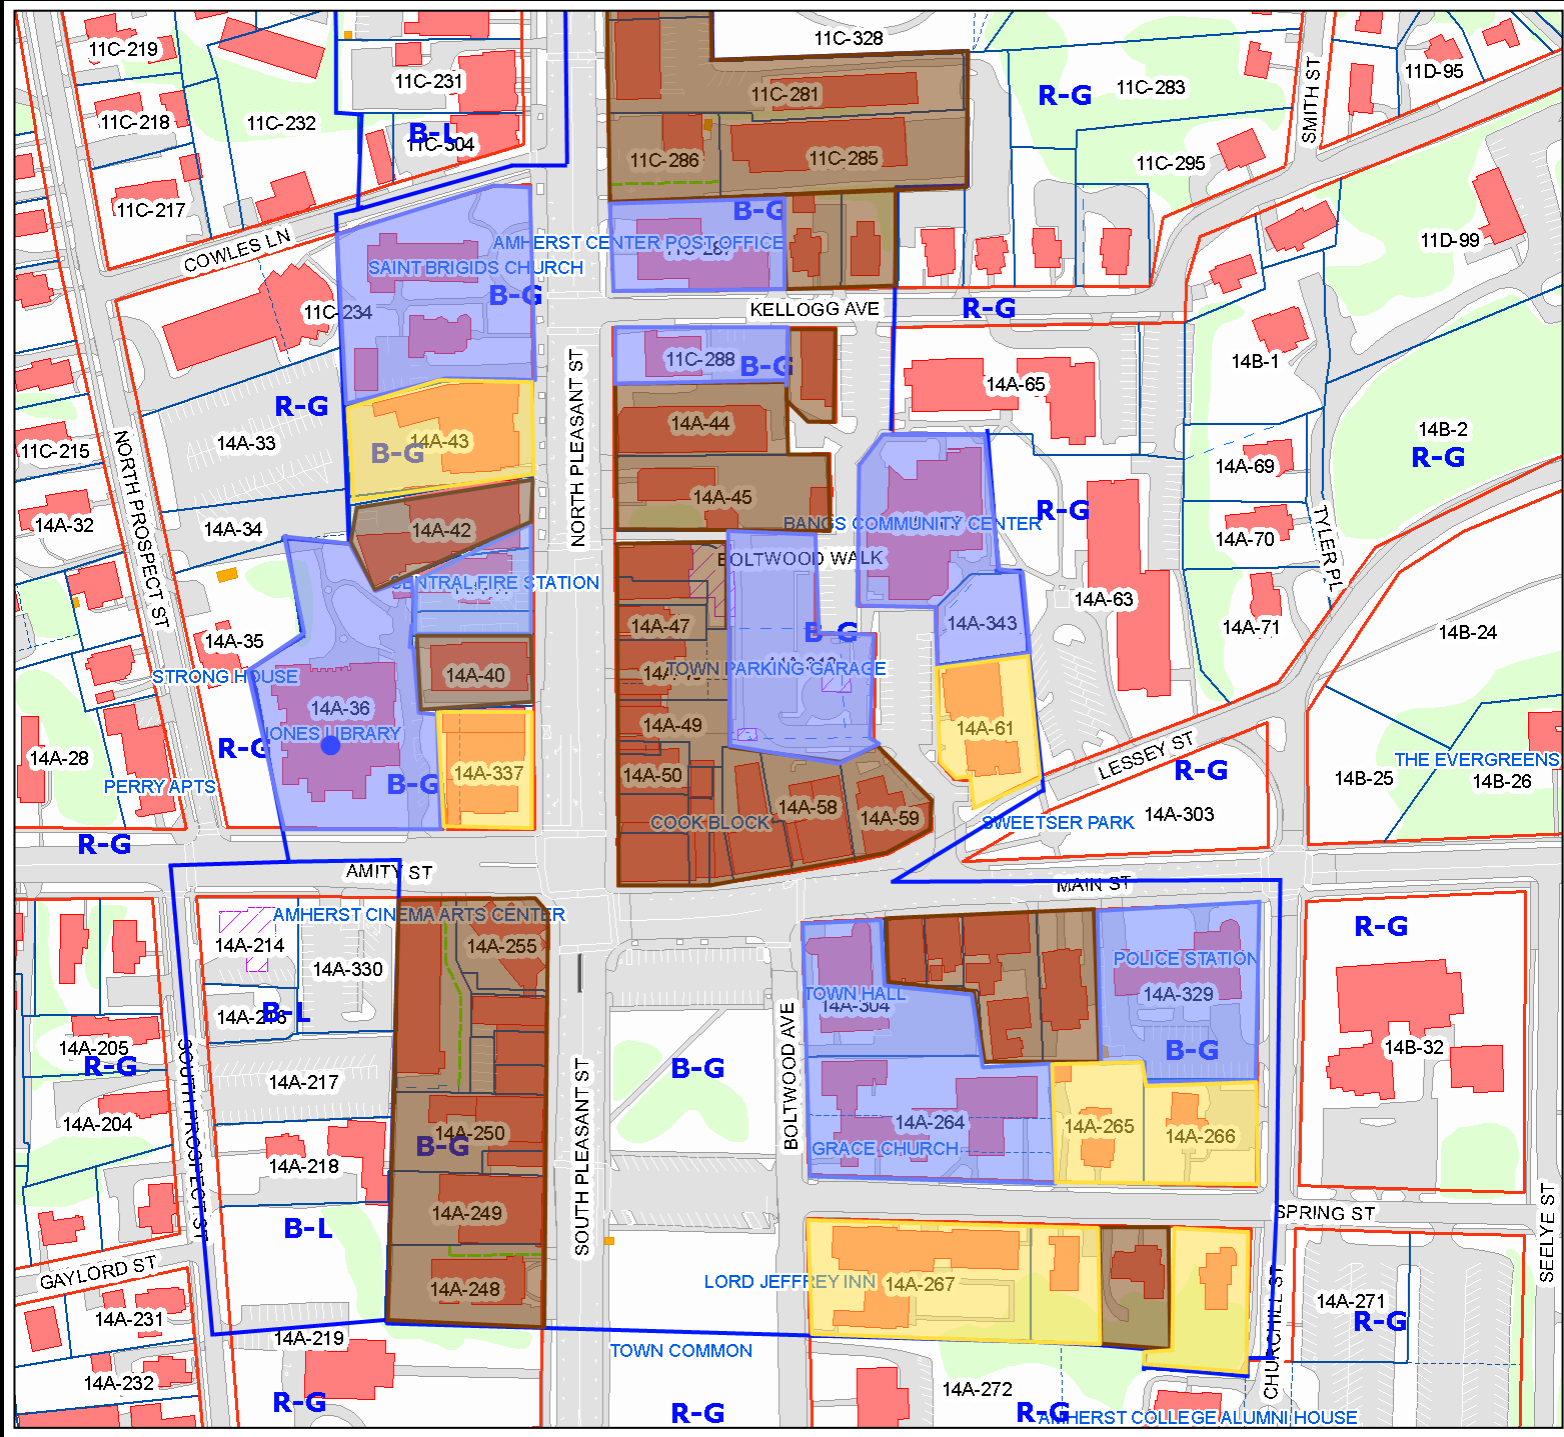 11C-219
11C-231
11C-328
11D-95
SMITH ST
11C-281
R-G
11C-283
11C-218
11C-232
B-L
11C-304
11C-286
11C-285
11C-295
11C-217
B-G
11D-99
COWLES LN
AMHERST CENTER POST OFFICE
11C-287
SAINT BRIGIDS CHURCH
B-G
11C-234
KELLOGG AVE
R-G
11C-288
B-G
14B-1
14A-65
NORTH PLEASANT ST
R-G
14A-44
14B-2
14A-33
14A-43
B-G
R-G
11C-215
14A-69
NORTH PROSPECT ST
14A-45
R-G
14A-32
14A-34
14A-42
BANGS COMMUNITY CENTER
14A-70
TYLER PL
BOLTWOOD WALK
CENTRAL FIRE STATION
14A-63
14A-47
14A-343
14A-71
14B-24
B-G
14A-35
STRONG HOUSE
14A-40
TOWN PARKING GARAGE
14A-36
JONES LIBRARY
14A-49
14A-61
R-G
14A-28
LESSEY ST
THE EVERGREENS
PERRY APTS
B-G
14A-337
14A-50
R-G
14B-25
14B-26
14A-58
14A-59
COOK BLOCK
SWEETSER PARK
14A-303
R-G
AMITY ST
MAIN ST
AMHERST CINEMA ARTS CENTER
R-G
14A-214
14A-255
14A-330
POLICE STATION
TOWN HALL
14A-304
14A-329
B-L
14A-205
R-G
B-G
B-G
14B-32
BOLTWOOD AVE
SOUTH PROSPECT ST
14A-217
SOUTH PLEASANT ST
14A-204
14A-264
14A-265
14A-266
14A-250
B-G
GRACE CHURCH
14A-218
14A-249
B-L
SPRING ST
SEELYE ST
GAYLORD ST
LORD JEFFREY INN
14A-267
14A-248
14A-271
R-G
CHURCHILL ST
14A-231
14A-219
TOWN COMMON
14A-232
14A-272
R-G
R-G
R-G
AMHERST COLLEGE ALUMNI HOUSE